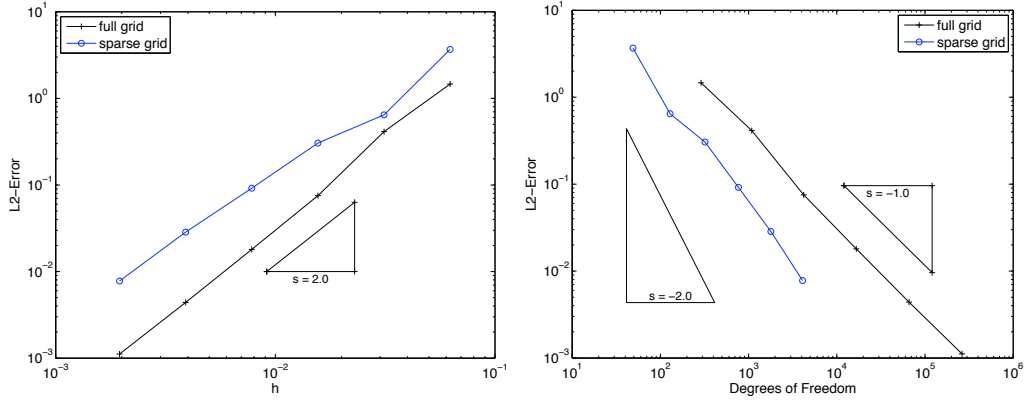 full grid
sparse grid
10^1
10^0
10^-1
10^-2
10^-3
L2-Error
s = 2.0
10^-3
10^-2
10^-1
h
full grid
sparse grid
10^1
10^0
10^-1
10^-2
10^-3
L2-Error
s = -1.0
s = -2.0
10^1
10^2
10^3
10^4
10^5
10^6
Degrees of Freedom